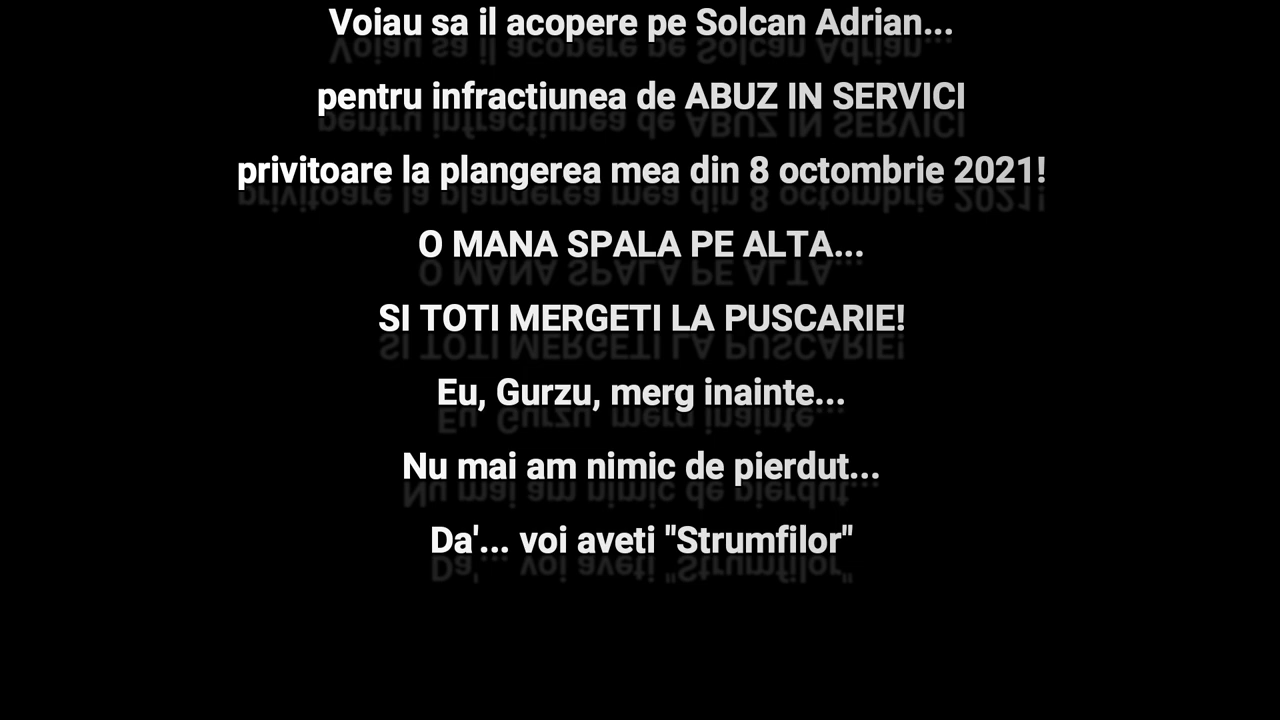 Voiau sa il acopere pe Solcan Adrian...
pentru infractiunea de ABUZ IN SERVICI
privitoare la plangerea mea din 8 octombrie 2021!
O MANA SPALA PE ALTA...
SI TOTI MERGETI LA PUSCARIE!
Eu, Gurzu, merg inainte...
Nu mai am nimic de pierdut...
Da'... voi aveti "Strumfilor"